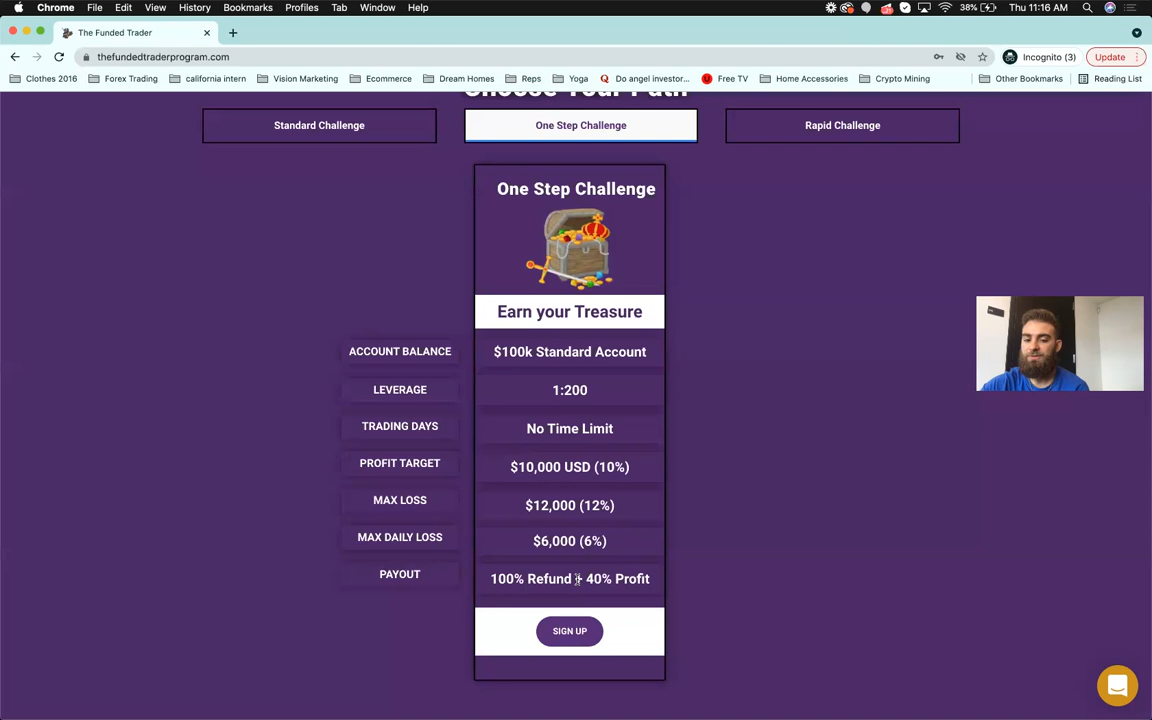 Chrome File Edit View History Bookmarks Profiles Tab Window Help 38% Thu 11:16 AM
The Funded Trader
thefundedtraderprogram.com Incognito (3) Update
Clothes 2016 Forex Trading california intern Vision Marketing Ecommerce Dream Homes Reps Yoga Do angel investor... Free TV Home Accessories Crypto Mining Other Bookmarks Reading List
Choose Your Path
Standard Challenge One Step Challenge Rapid Challenge
One Step Challenge
Earn your Treasure
ACCOUNT BALANCE $100k Standard Account
LEVERAGE 1:200
TRADING DAYS No Time Limit
PROFIT TARGET $10,000 USD (10%)
MAX LOSS $12,000 (12%)
MAX DAILY LOSS $6,000 (6%)
PAYOUT 100% Refund + 40% Profit
SIGN UP